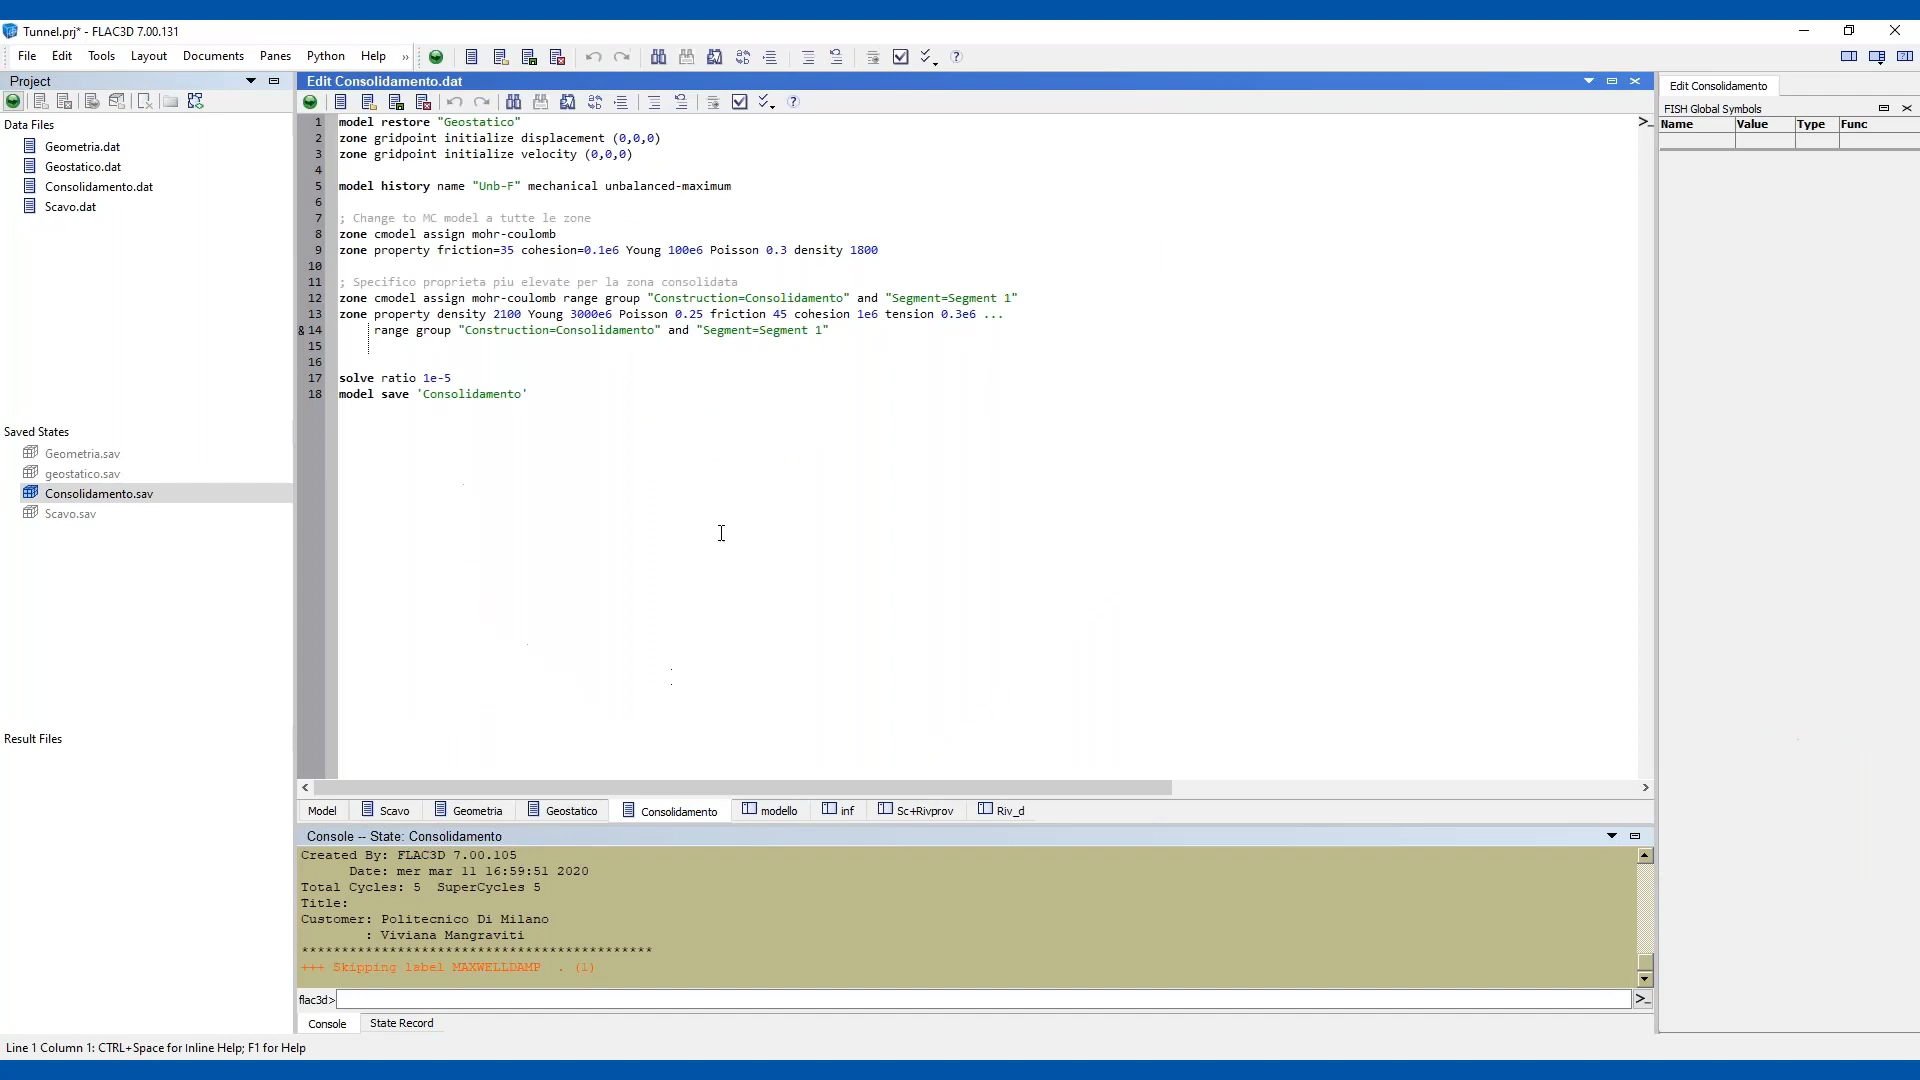 Tunnel.prj* - FLAC3D 7.00.131
File Edit Tools Layout Documents Panes Python Help »
Project
Data Files
Geometria.dat
Geostatico.dat
Consolidamento.dat
Scavo.dat
Saved States
Geometria.sav
geostatico.sav
Consolidamento.sav
Scavo.sav
Result Files
Edit Consolidamento.dat
1 model restore "Geostatico"
2 zone gridpoint initialize displacement (0,0,0)
3 zone gridpoint initialize velocity (0,0,0)
4
5 model history name "Unb-F" mechanical unbalanced-maximum
6
7 ; Change to MC model a tutte le zone
8 zone cmodel assign mohr-coulomb
9 zone property friction=35 cohesion=0.1e6 Young 100e6 Poisson 0.3 density 1800
10
11 ; Specifico proprieta piu elevate per la zona consolidata
12 zone cmodel assign mohr-coulomb range group "Construction=Consolidamento" and "Segment=Segment 1"
13 zone property density 2100 Young 3000e6 Poisson 0.25 friction 45 cohesion 1e6 tension 0.3e6 ...
& 14 range group "Construction=Consolidamento" and "Segment=Segment 1"
15
16
17 solve ratio 1e-5
18 model save 'Consolidamento'
Model Scavo Geometria Geostatico Consolidamento modello inf Sc+Rivprov Riv_d
Console -- State: Consolidamento
Created By: FLAC3D 7.00.105
Date: mer mar 11 16:59:51 2020
Total Cycles: 5 SuperCycles 5
Title:
Customer: Politecnico Di Milano
: Viviana Mangraviti
********************************************
+++ Skipping label MAXWELLDAMP . (1)
flac3d>
Console State Record
Line 1 Column 1: CTRL+Space for Inline Help; F1 for Help
Edit Consolidamento
FISH Global Symbols
Name Value Type Func